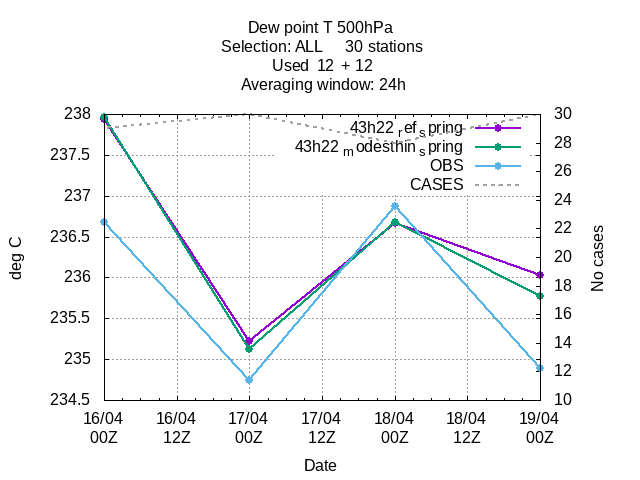 Dew point T 500hPa
Selection: ALL 30 stations
Used 12 + 12
Averaging window: 24h
238
237.5
237
236.5
236
235.5
235
234.5
deg C
30
28
26
24
22
20
18
16
14
12
10
No cases
43h22 ref spring
43h22 modesthin spring
OBS
CASES
16/04 16/04 17/04 17/04 18/04 18/04 19/04
00Z 12Z 00Z 12Z 00Z 12Z 00Z
Date